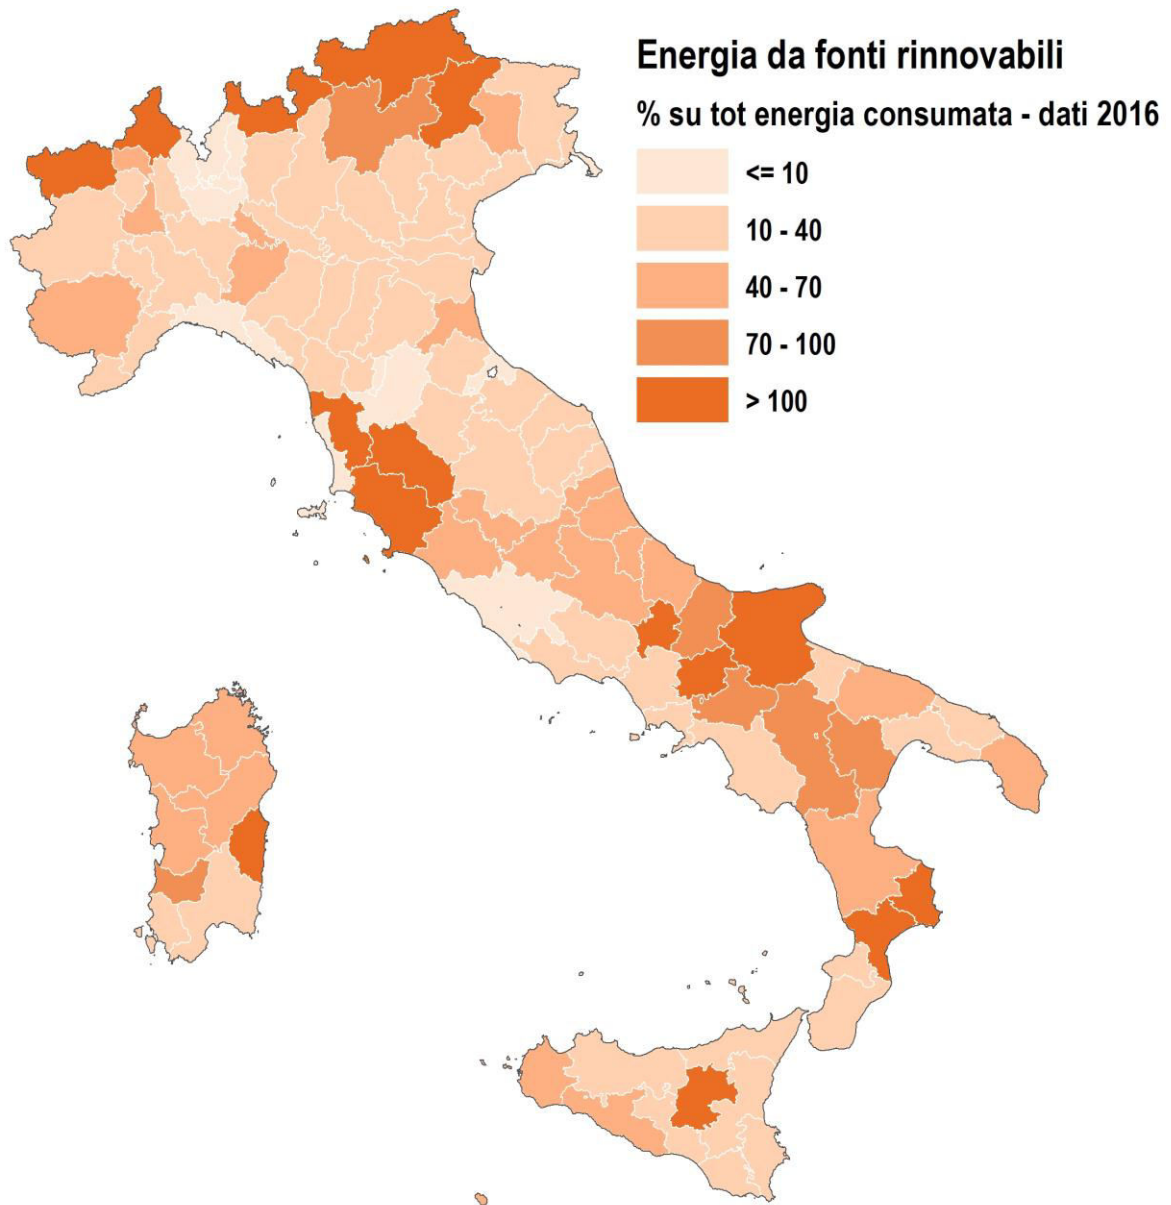 Energia da fonti rinnovabili
% su tot energia consumata - dati 2016
<= 10
10 - 40
40 - 70
70 - 100
> 100